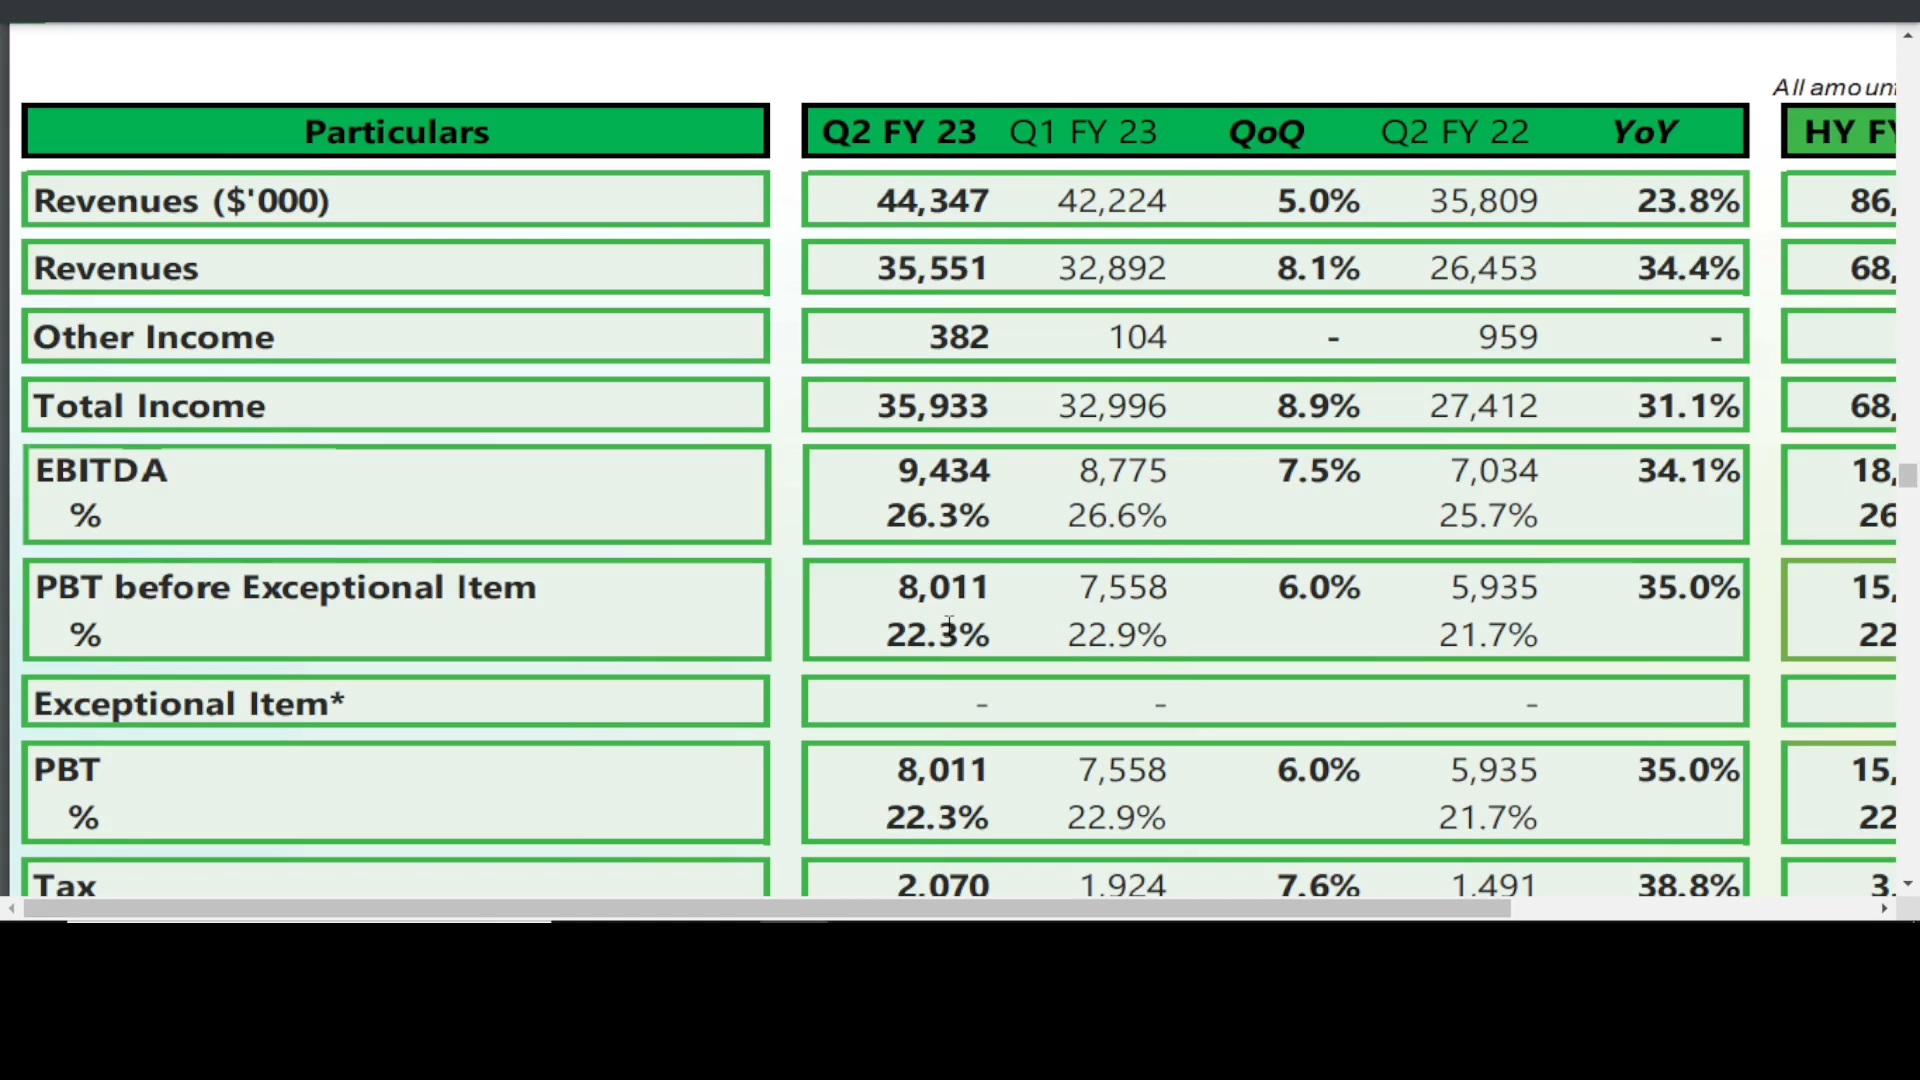 All amoun
Particulars Q2 FY 23 Q1 FY 23 QoQ Q2 FY 22 YoY HY F
Revenues ($'000) 44,347 42,224 5.0% 35,809 23.8% 86,
Revenues 35,551 32,892 8.1% 26,453 34.4% 68,
Other Income 382 104 - 959 -
Total Income 35,933 32,996 8.9% 27,412 31.1% 68,
EBITDA 9,434 8,775 7.5% 7,034 34.1% 18,
% 26.3% 26.6% 25.7% 26
PBT before Exceptional Item 8,011 7,558 6.0% 5,935 35.0% 15,
% 22.3% 22.9% 21.7% 22
Exceptional Item* - - -
PBT 8,011 7,558 6.0% 5,935 35.0% 15,
% 22.3% 22.9% 21.7% 22
Tax 2,070 1,924 7.6% 1,491 38.8% 3,